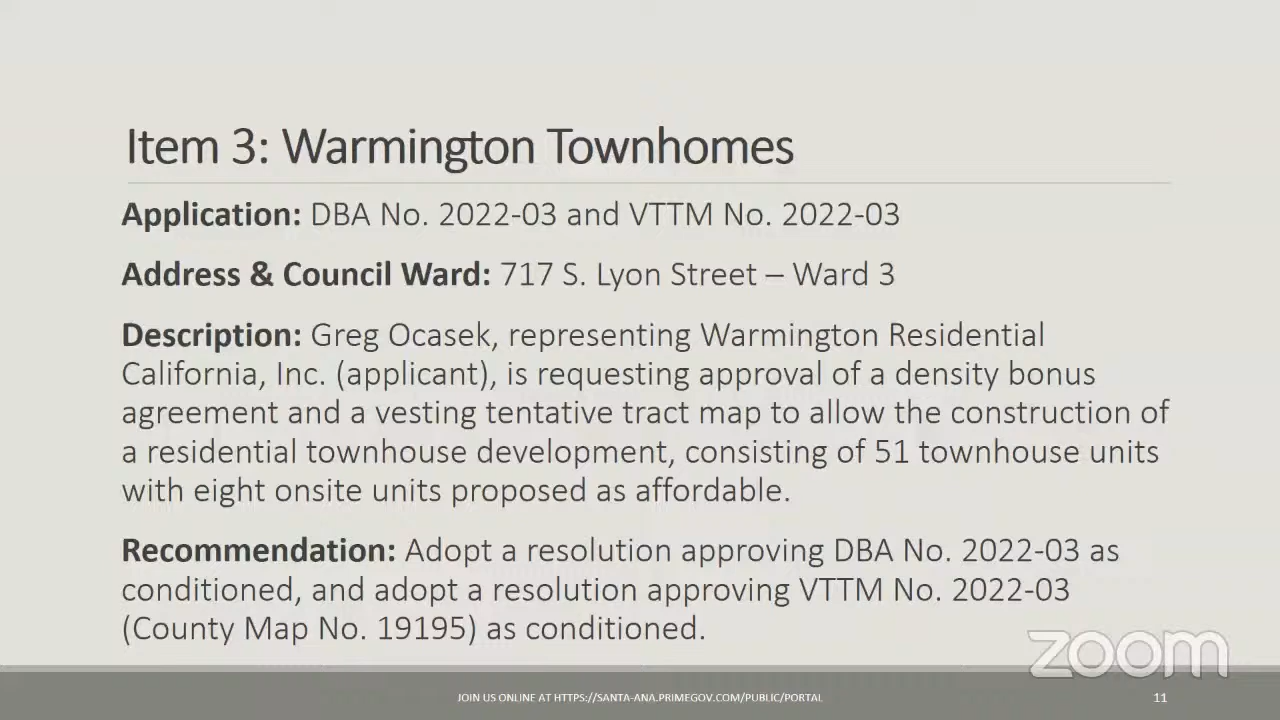 Item 3: Warmington Townhomes
Application: DBA No. 2022-03 and VTTM No. 2022-03
Address & Council Ward: 717 S. Lyon Street – Ward 3
Description: Greg Ocasek, representing Warmington Residential
California, Inc. (applicant), is requesting approval of a density bonus
agreement and a vesting tentative tract map to allow the construction of
a residential townhouse development, consisting of 51 townhouse units
with eight onsite units proposed as affordable.
Recommendation: Adopt a resolution approving DBA No. 2022-03 as
conditioned, and adopt a resolution approving VTTM No. 2022-03
(County Map No. 19195) as conditioned.
zoom
JOIN US ONLINE AT HTTPS://SANTA-ANA.PRIMEGOV.COM/PUBLIC/PORTAL
11